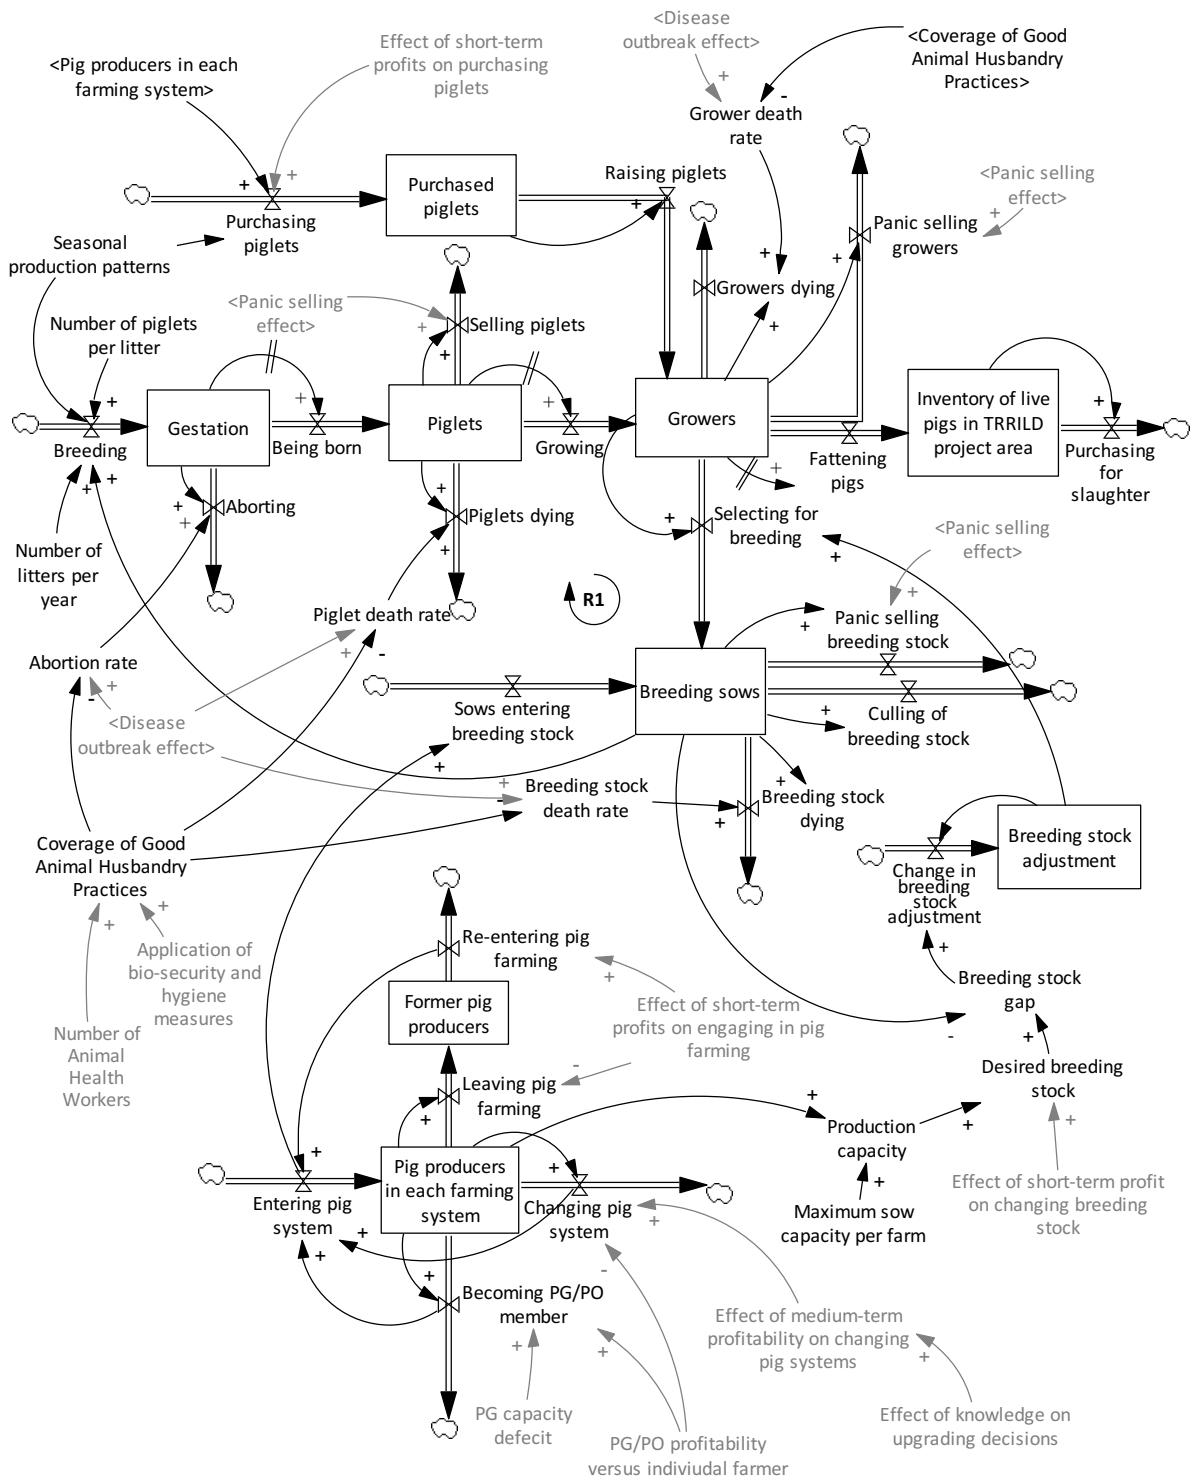 <Disease
outbreak effect>
<Coverage of Good
Animal Husbandry
Practices>
Effect of short-term
profits on purchasing
piglets
<Pig producers in each
farming system>
+
-
Grower death
rate
+
+
Purchased
piglets
Raising piglets
+
<Panic selling
effect>
+
Purchasing
piglets
Panic selling
growers
+
Seasonal
production patterns
+
Growers dying
+
<Panic selling
effect>
+
Selling piglets
+
Number of piglets
per litter
+
Gestation
+
Being born
Piglets
+
Growing
Growers
Fattening
pigs
+
Inventory of live
pigs in TRRILD
project area
+
Purchasing
for
slaughter
Breeding
+
+
+
+
Aborting
+
+
Piglets dying
+
Selecting for
breeding
+
<Panic selling
effect>
+
Number of
litters per
year
Piglet death rate
+
-
R1
Panic selling
breeding stock
+
Abortion rate
+
-
Breeding sows
Sows entering
breeding stock
+
Culling of
breeding stock
+
<Disease
outbreak effect>
+
-
Breeding stock
death rate
+
Breeding stock
dying
+
Coverage of Good
Animal Husbandry
Practices
+
+
Breeding stock
adjustment
Change in
breeding
stock
adjustment
+
Application of
bio-security and
hygiene
measures
Number of
Animal
Health
Workers
Re-entering pig
farming
+
Former pig
producers
Effect of short-term
profits on engaging in pig
farming
-
Breeding stock
gap
-
+
Desired breeding
stock
+
Leaving pig
farming
+
+
Production
capacity
+
+
Maximum sow
capacity per farm
Effect of short-term profit
on changing breeding
stock
+
Entering pig
system
+
+
Pig producers
in each farming
system
+
Changing pig
system
+
-
+
Becoming PG/PO
member
+
+
Effect of medium-term
profitability on changing
pig systems
+
PG capacity
defecit
PG/PO profitability
versus indiviudal farmer
Effect of knowledge on
upgrading decisions